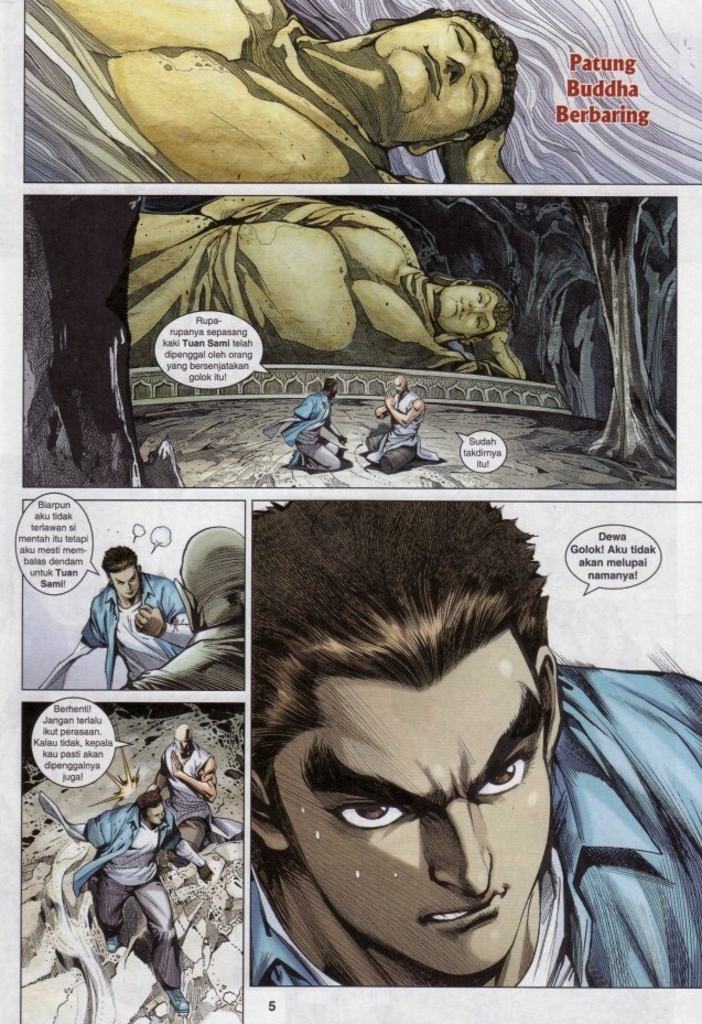 Patung
Buddha
Berbaring
Rupa-
rupanya sepasang
kaki Tuan Sami telah
dipenggal oleh orang
yang bersenjatakan
golok itu!
Sudah
takdirnya
itu!
Biarpun
aku tidak
terlawan si
mentah itu tetapi
aku mesti mem-
balas dendam
untuk Tuan
Sami!
Dewa
Golok! Aku tidak
akan melupai
namanya!
Berhenti!
Jangan terlalu
ikut perasaan.
Kalau tidak, kepala
kau pasti akan
dipenggalnya
juga!
5